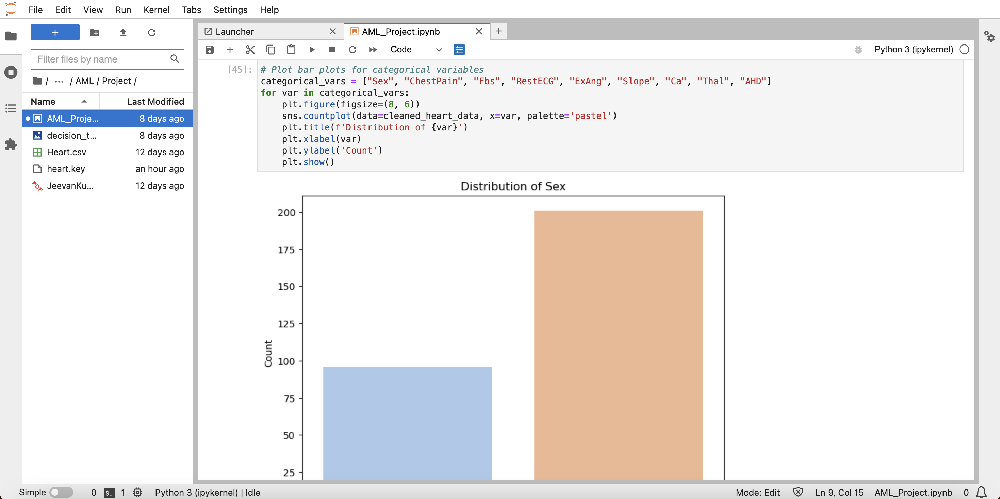 File Edit View Run Kernel Tabs Settings Help
Filter files by name
/ ... / AML / Project /
Name Last Modified
AML_Proje... 8 days ago
decision_t... 8 days ago
Heart.csv 12 days ago
heart.key an hour ago
PDF JeevanKu... 12 days ago
Launcher AML_Project.ipynb
Code Python 3 (ipykernel)
[45]: # Plot bar plots for categorical variables
categorical_vars = ["Sex", "ChestPain", "Fbs", "RestECG", "ExAng", "Slope", "Ca", "Thal", "AHD"]
for var in categorical_vars:
    plt.figure(figsize=(8, 6))
    sns.countplot(data=cleaned_heart_data, x=var, palette='pastel')
    plt.title(f'Distribution of {var}')
    plt.xlabel(var)
    plt.ylabel('Count')
    plt.show()
Distribution of Sex
200
175
150
125
Count
100
75
50
25
Simple 0 $_ 1 Python 3 (ipykernel) | Idle Mode: Edit Ln 9, Col 15 AML_Project.ipynb 0